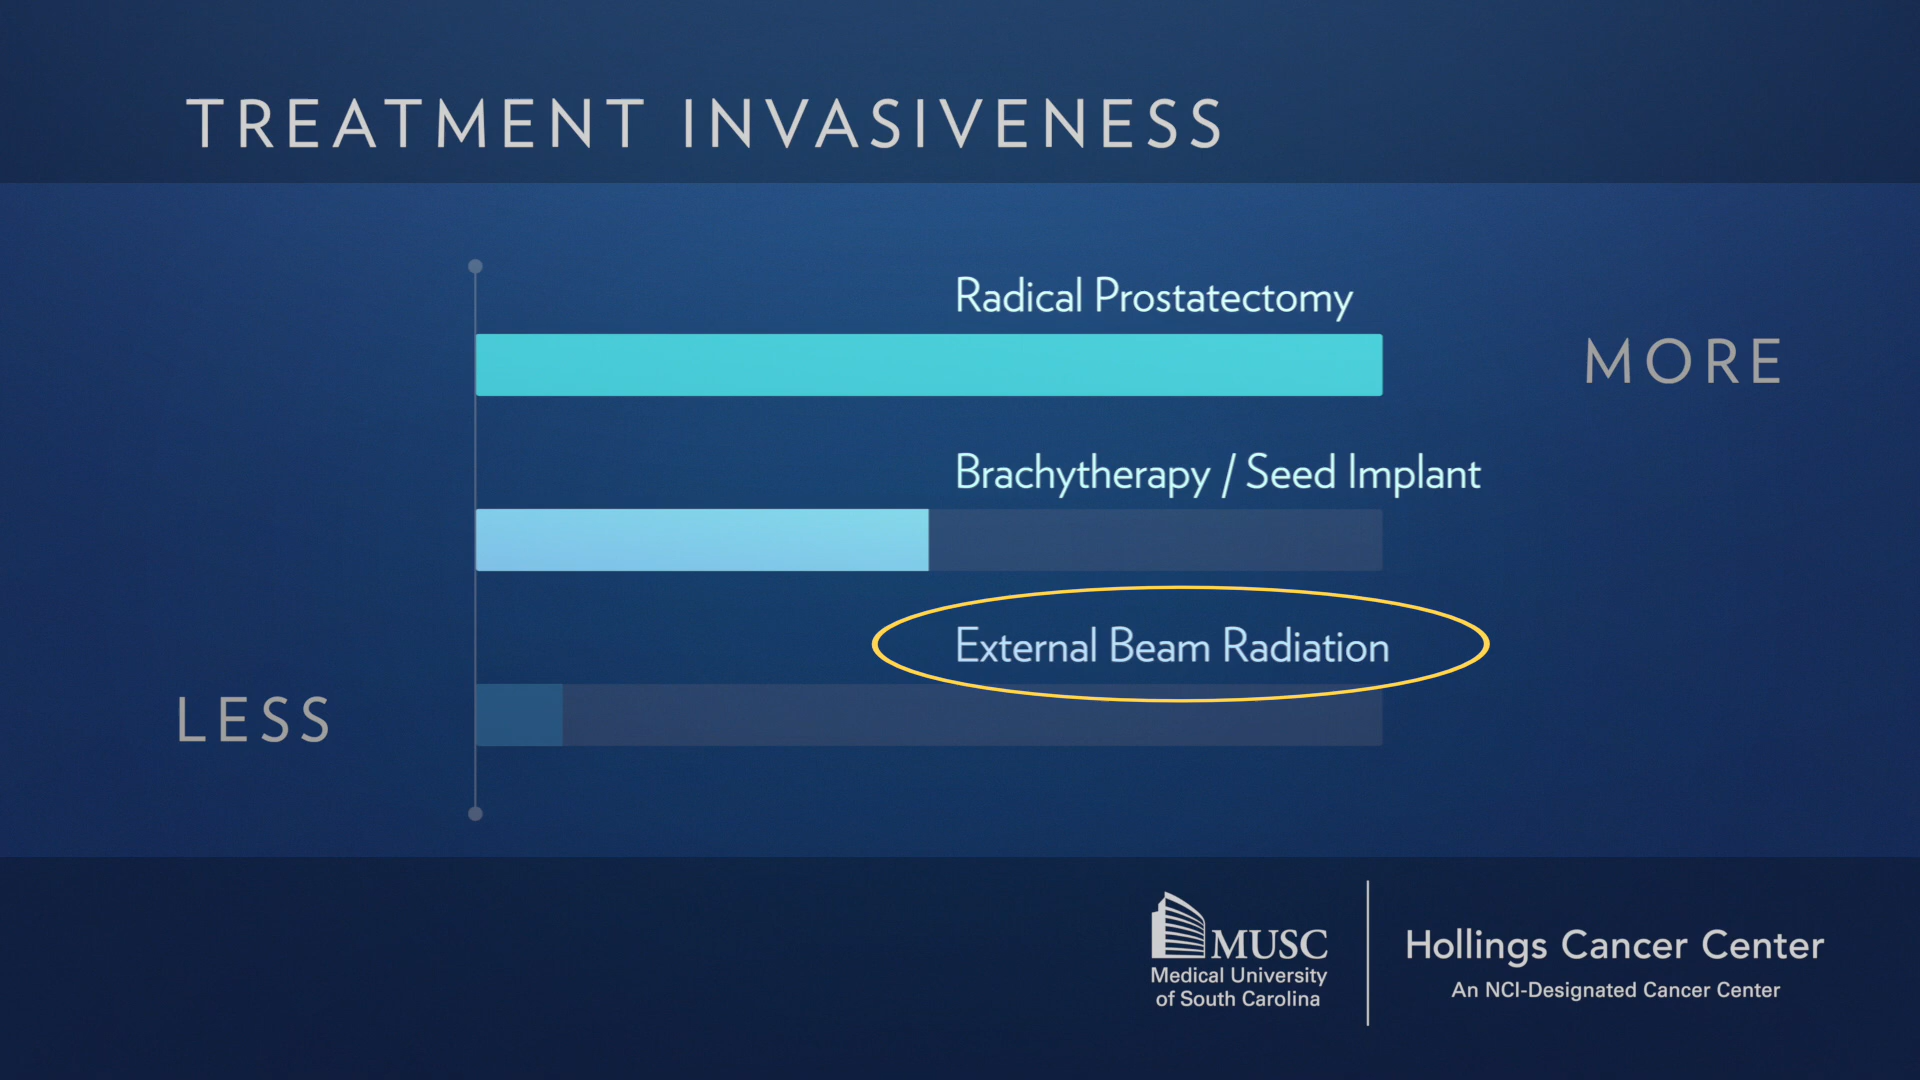 TREATMENT INVASIVENESS
Radical Prostatectomy
MORE
Brachytherapy / Seed Implant
External Beam Radiation
LESS
MUSC
Medical University
of South Carolina
Hollings Cancer Center
An NCI-Designated Cancer Center